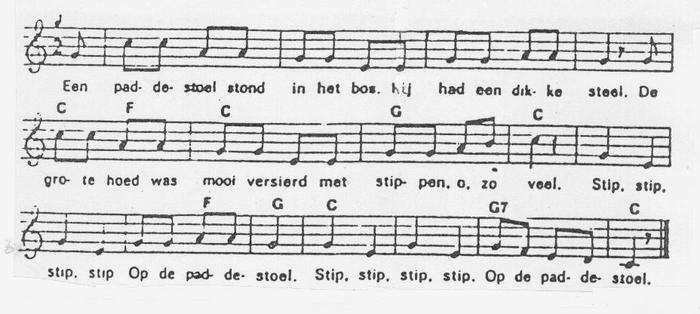 Een pad- de- stoel stond in het bos. hij had een dik- ke steel. De
C F C G C
gro- te hoed was mooi versierd met stip- pen, o, zo veel. Stip, stip,
F G C G7 C
stip, stip Op de pad- de- stoel. Stip, stip, stip, stip. Op de pad- de- stoel.